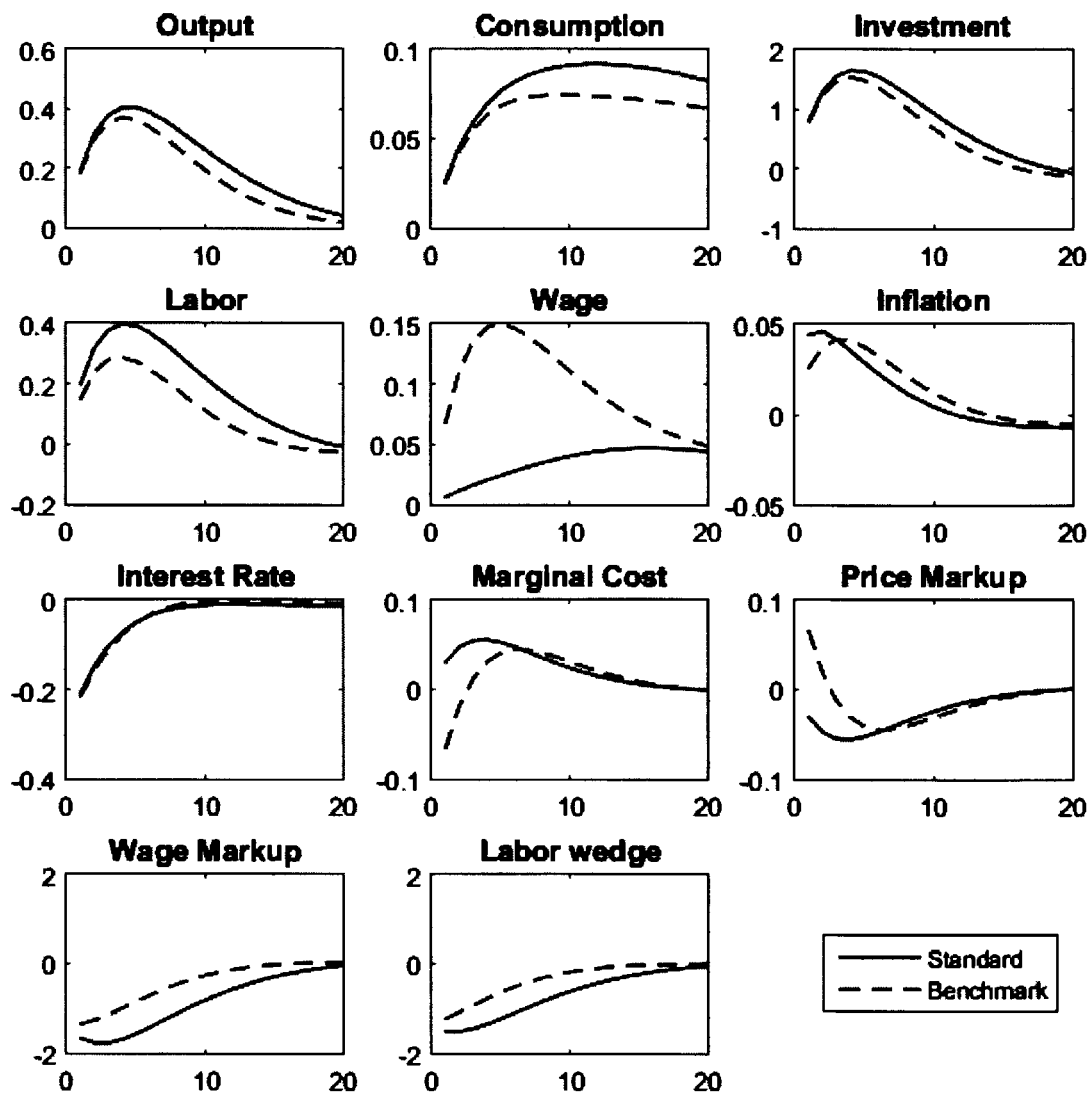 Output
0.6
0.4
0.2
0
0 10 20
Consumption
0.1
0.05
0
0 10 20
Investment
2
1
0
-1
0 10 20
Labor
0.4
0.2
0
-0.2
0 10 20
Wage
0.15
0.1
0.05
0
0 10 20
Inflation
0.05
0
-0.05
0 10 20
Interest Rate
0
-0.2
-0.4
0 10 20
Marginal Cost
0.1
0
-0.1
0 10 20
Price Markup
0.1
0
-0.1
0 10 20
Wage Markup
2
0
-2
0 10 20
Labor wedge
2
0
-2
0 10 20
Standard
Benchmark